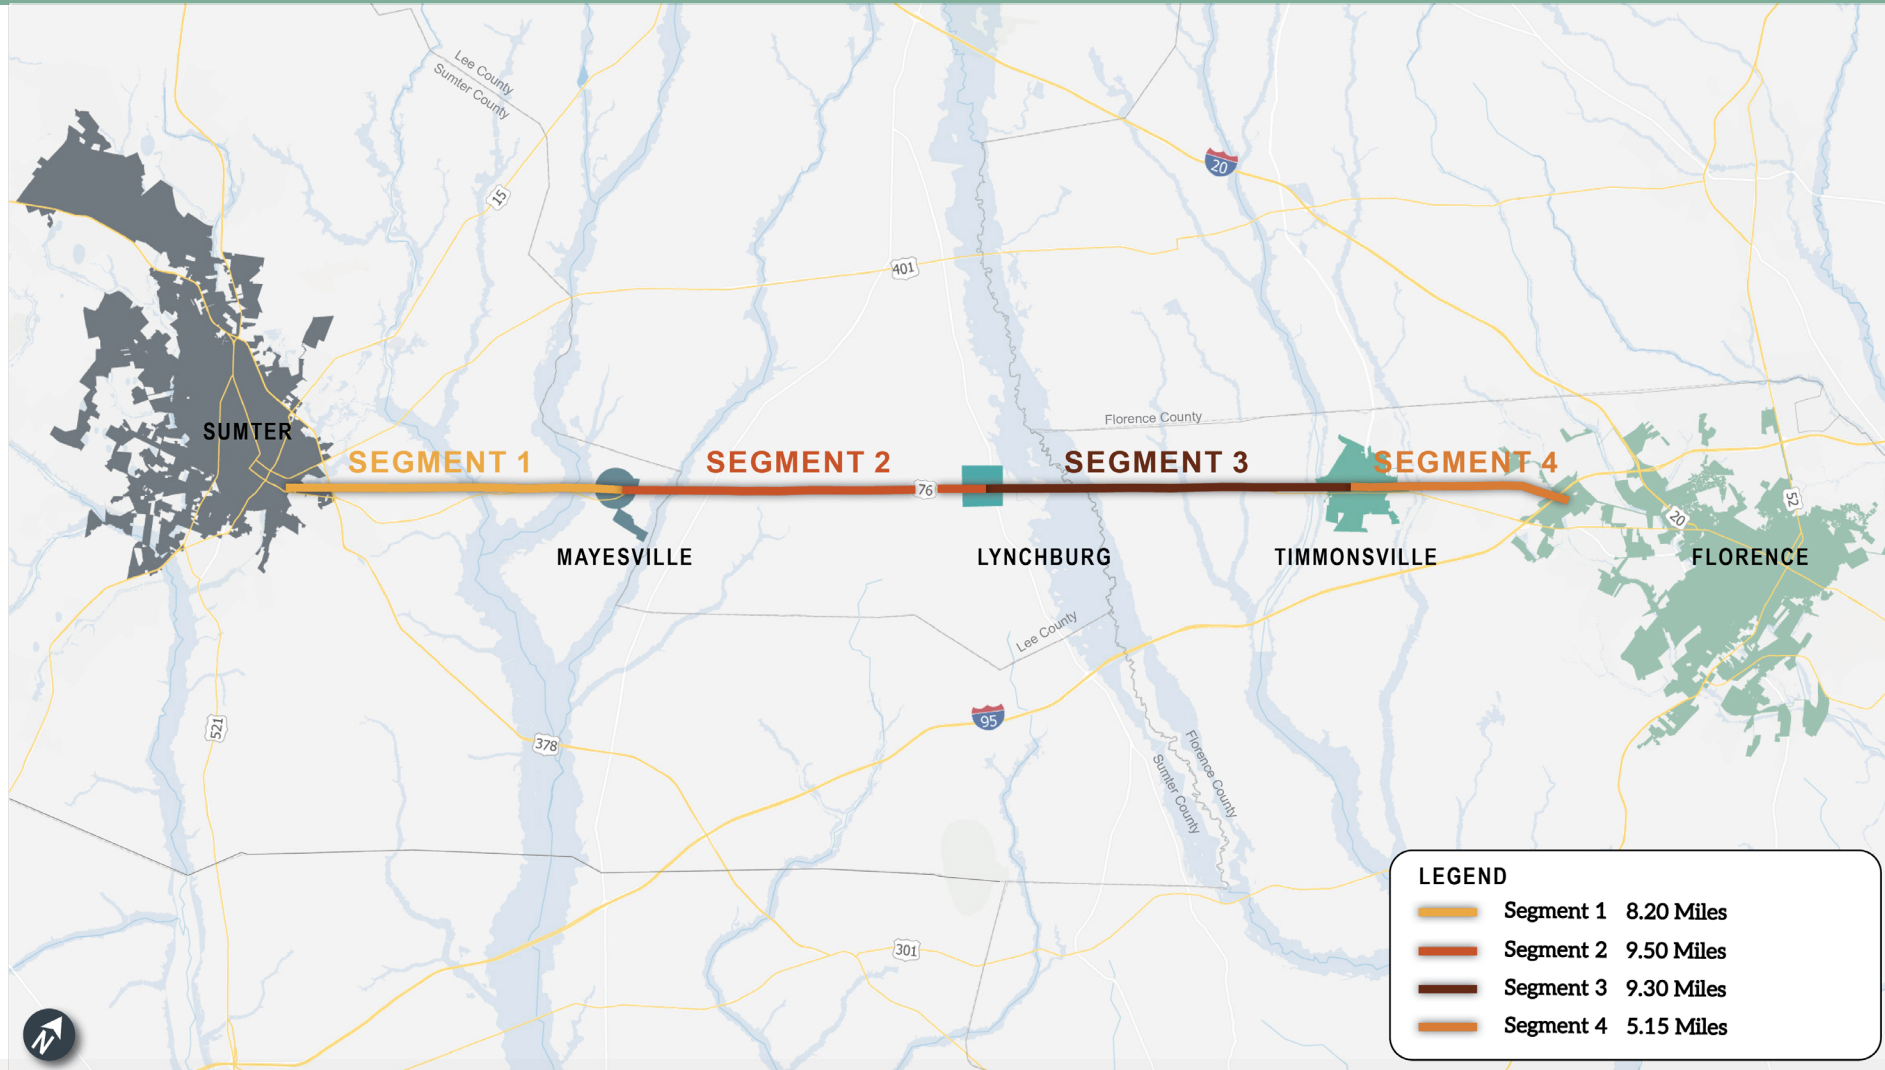 Lee County
Sumter County
15
20
401
Florence County
SUMTER
SEGMENT 1
SEGMENT 2
SEGMENT 3
SEGMENT 4
76
52
20
MAYESVILLE
LYNCHBURG
TIMMONSVILLE
FLORENCE
Lee County
521
378
95
Florence County
Sumter County
301
N
LEGEND
Segment 1 8.20 Miles
Segment 2 9.50 Miles
Segment 3 9.30 Miles
Segment 4 5.15 Miles